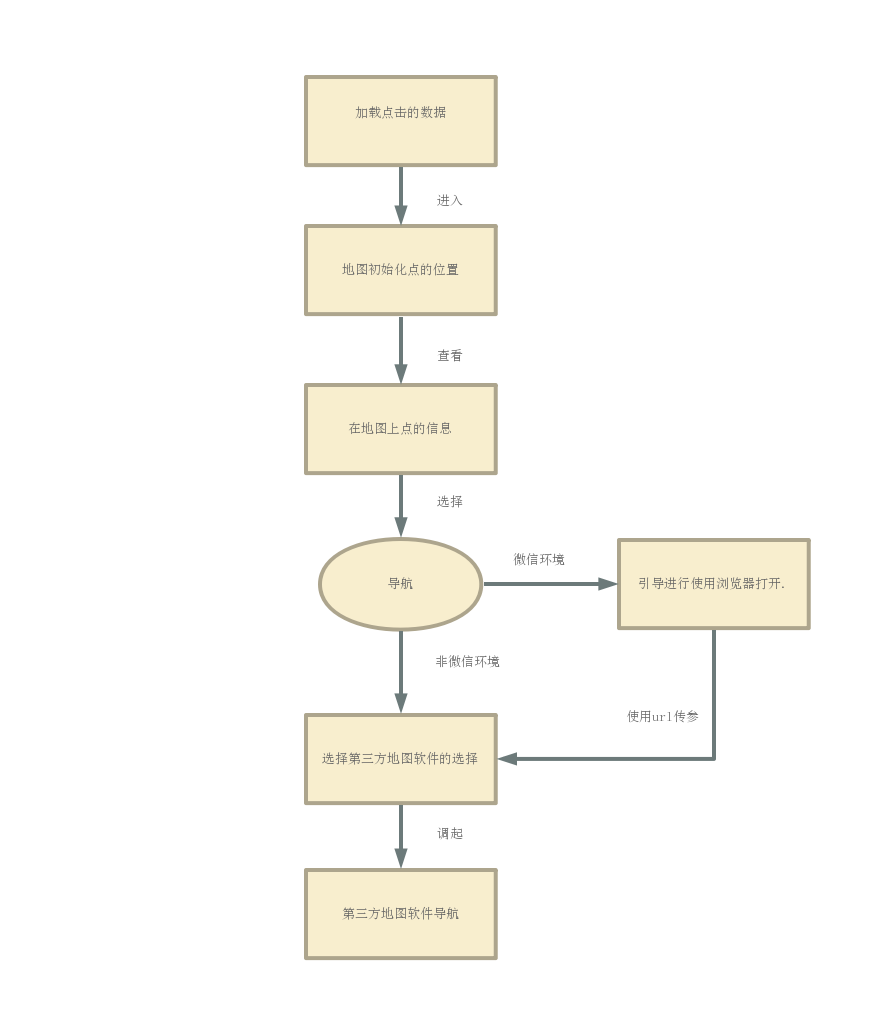 加载点击的数据
进入
地图初始化点的位置
查看
在地图上点的信息
选择
微信环境
导航
引导进行使用浏览器打开.
非微信环境
使用url传参
选择第三方地图软件的选择
调起
第三方地图软件导航